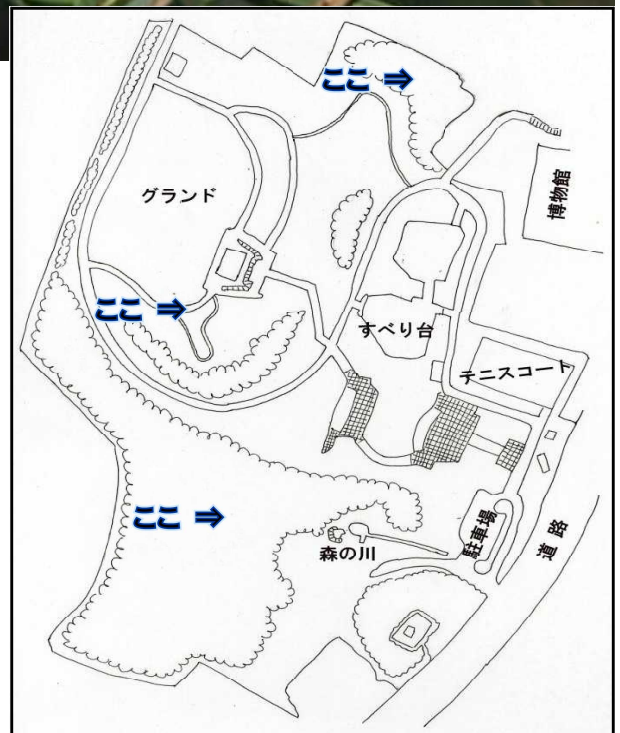 ここ ⇒
グランド
博物館
ここ ⇒
すべり台
テニスコート
ここ ⇒
森の川
駐車場
道路